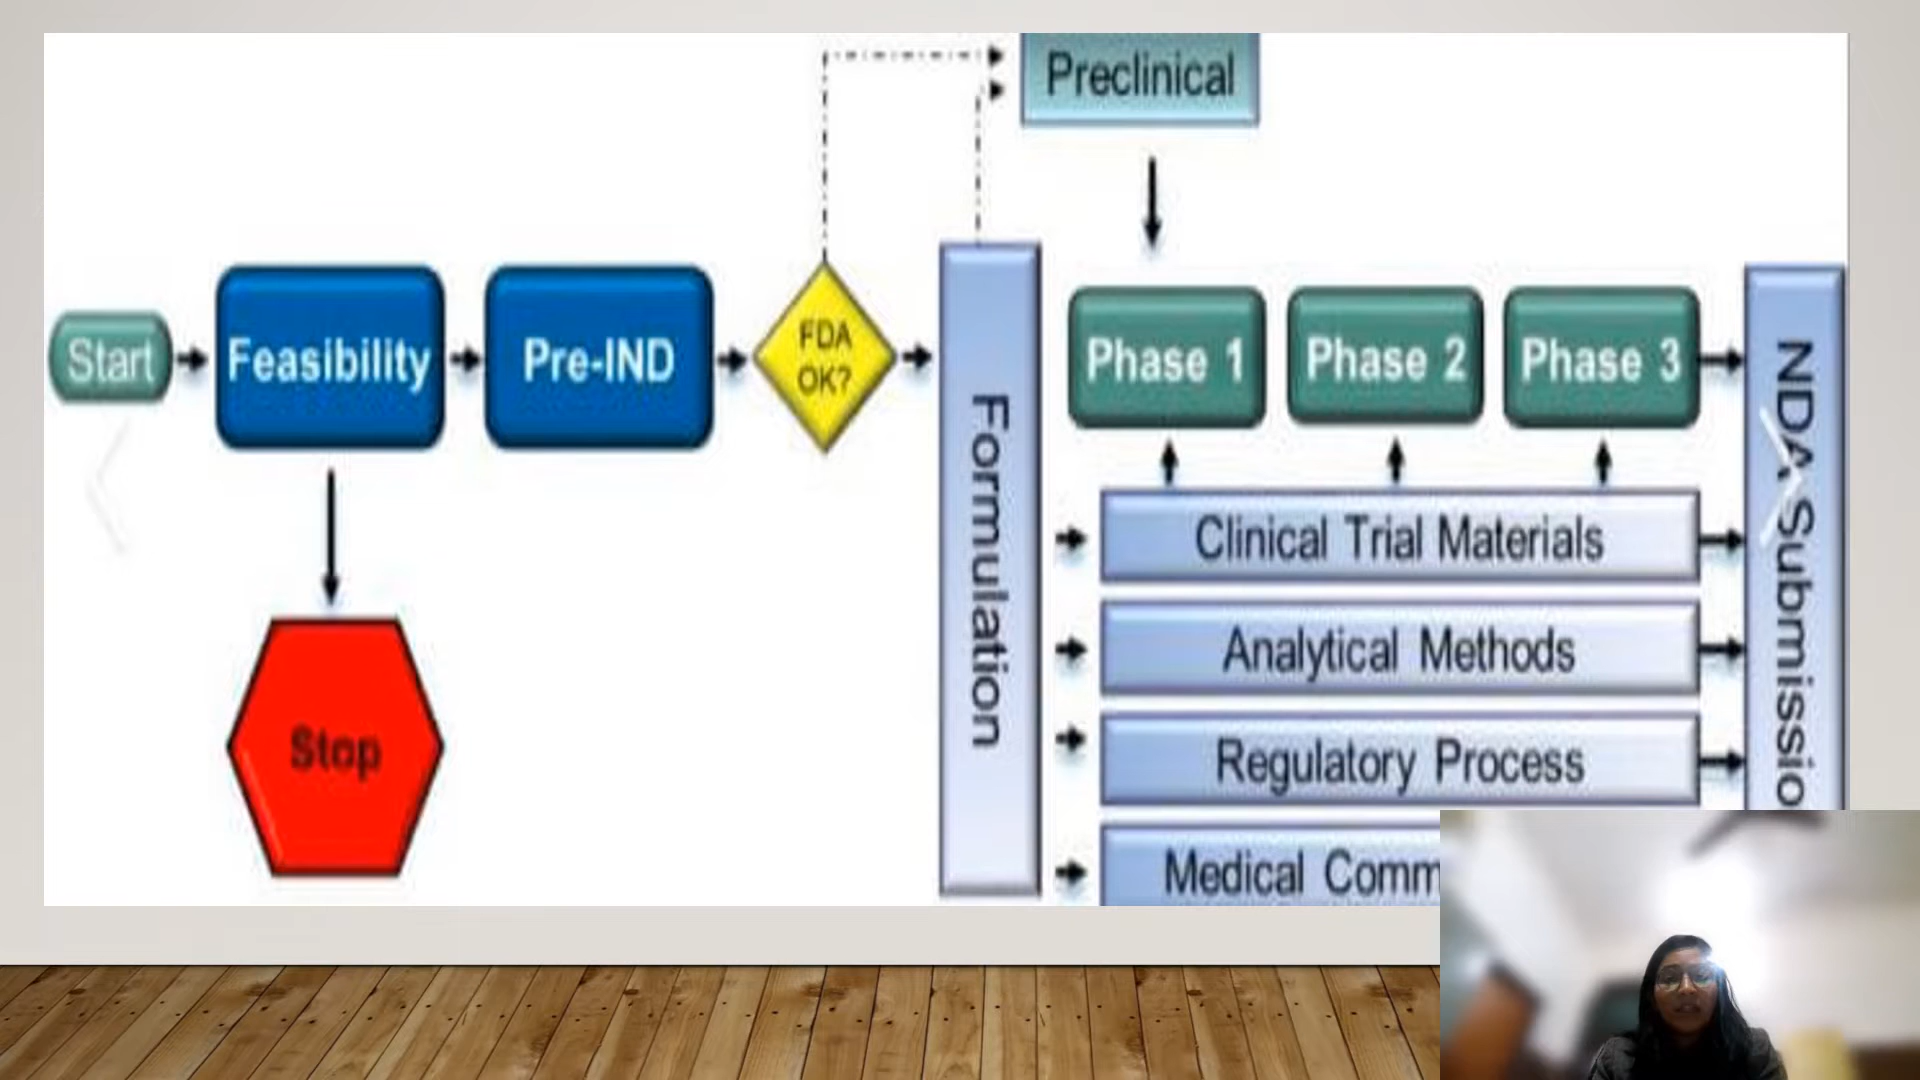 Preclinical
Start
Feasibility
Pre-IND
FDA
OK?
Formulation
Phase 1
Phase 2
Phase 3
NDA Submissio
Clinical Trial Materials
Analytical Methods
Regulatory Process
Medical Comm
Stop